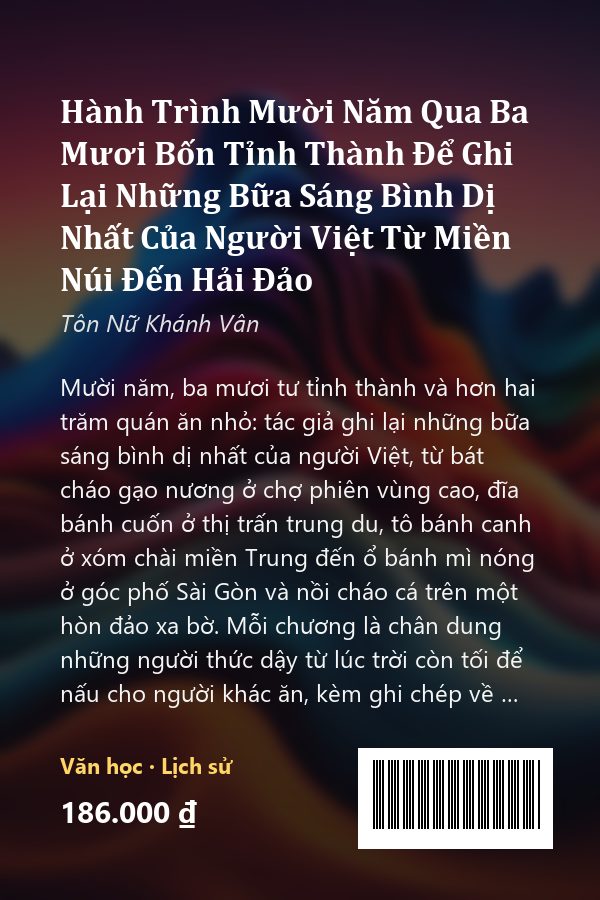 Hành Trình Mười Năm Qua Ba
Mươi Bốn Tỉnh Thành Để Ghi
Lại Những Bữa Sáng Bình Dị
Nhất Của Người Việt Từ Miền
Núi Đến Hải Đảo
Tôn Nữ Khánh Vân
Mười năm, ba mươi tư tỉnh thành và hơn hai
trăm quán ăn nhỏ: tác giả ghi lại những bữa
sáng bình dị nhất của người Việt, từ bát
cháo gạo nương ở chợ phiên vùng cao, đĩa
bánh cuốn ở thị trấn trung du, tô bánh canh
ở xóm chài miền Trung đến ổ bánh mì nóng
ở góc phố Sài Gòn và nồi cháo cá trên một
hòn đảo xa bờ. Mỗi chương là chân dung
những người thức dậy từ lúc trời còn tối để
nấu cho người khác ăn, kèm ghi chép về ...
Văn học · Lịch sử
186.000 ₫